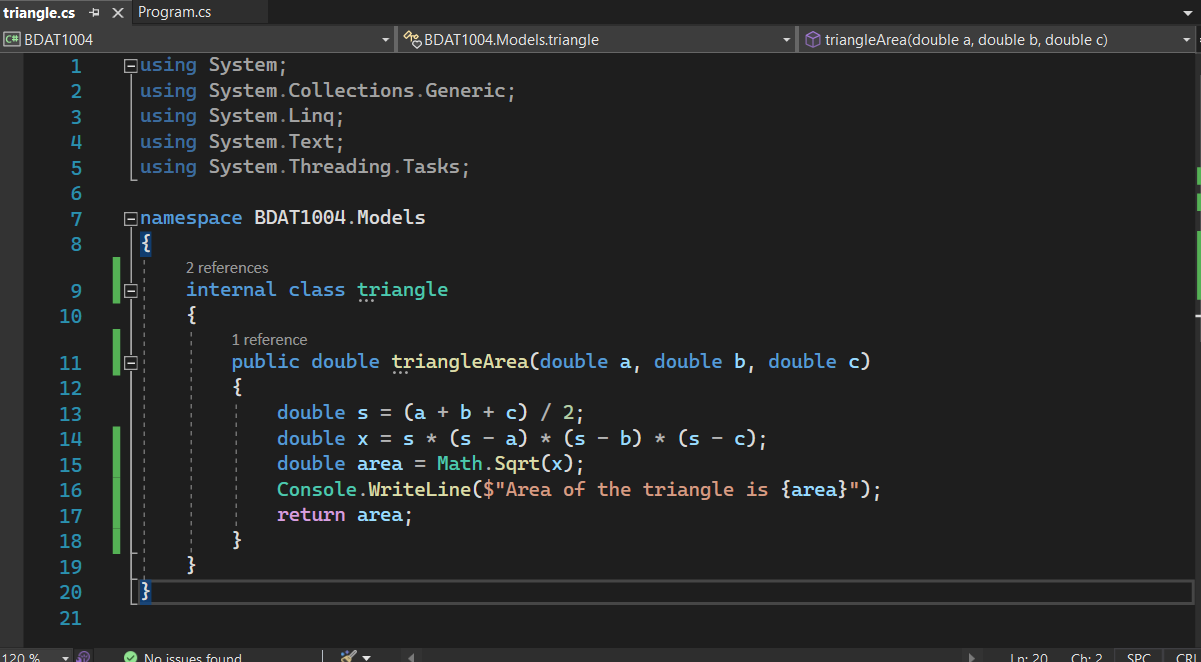 triangle.cs Program.cs
C# BDAT1004 BDAT1004.Models.triangle triangleArea(double a, double b, double c)
1 using System;
2 using System.Collections.Generic;
3 using System.Linq;
4 using System.Text;
5 using System.Threading.Tasks;
6
7 namespace BDAT1004.Models
8 {
2 references
9 internal class triangle
10 {
1 reference
11 public double triangleArea(double a, double b, double c)
12 {
13 double s = (a + b + c) / 2;
14 double x = s * (s - a) * (s - b) * (s - c);
15 double area = Math.Sqrt(x);
16 Console.WriteLine($"Area of the triangle is {area}");
17 return area;
18 }
19 }
20 }
21
120 % No issues found Ln: 20 Ch: 2 SPC CRL